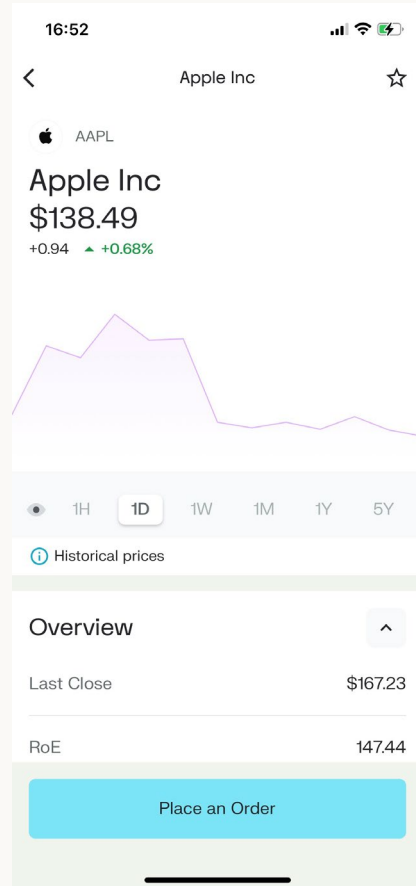 16:52
Apple Inc
AAPL
Apple Inc
$138.49
+0.94 +0.68%
1H 1D 1W 1M 1Y 5Y
Historical prices
Overview
Last Close $167.23
RoE 147.44
Place an Order